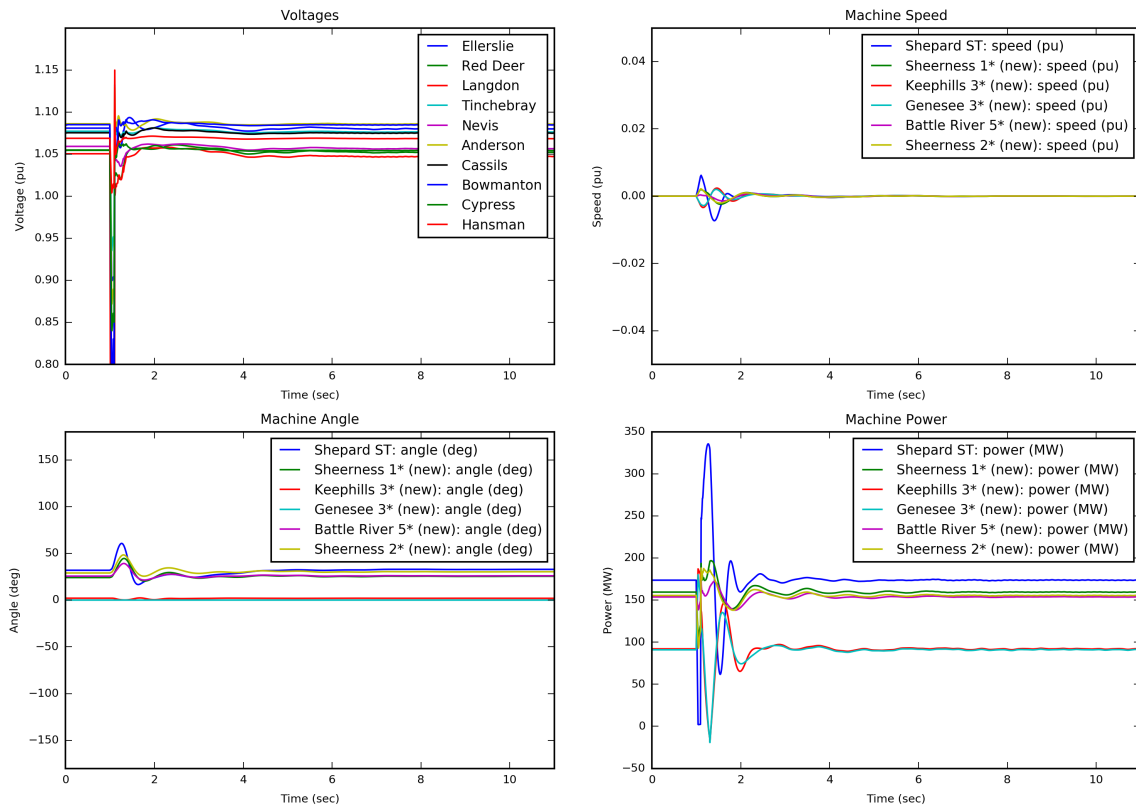 Voltages
1.15
1.10
1.05
1.00
0.95
0.90
0.85
0.80
Voltage (pu)
Ellerslie
Red Deer
Langdon
Tinchebray
Nevis
Anderson
Cassils
Bowmanton
Cypress
Hansman
0 2 4 6 8 10
Time (sec)
Machine Speed
0.04
0.02
0.00
−0.02
−0.04
Speed (pu)
Shepard ST: speed (pu)
Sheerness 1* (new): speed (pu)
Keephills 3* (new): speed (pu)
Genesee 3* (new): speed (pu)
Battle River 5* (new): speed (pu)
Sheerness 2* (new): speed (pu)
0 2 4 6 8 10
Time (sec)
Machine Angle
150
100
50
0
−50
−100
−150
Angle (deg)
Shepard ST: angle (deg)
Sheerness 1* (new): angle (deg)
Keephills 3* (new): angle (deg)
Genesee 3* (new): angle (deg)
Battle River 5* (new): angle (deg)
Sheerness 2* (new): angle (deg)
0 2 4 6 8 10
Time (sec)
Machine Power
350
300
250
200
150
100
50
0
−50
Power (MW)
Shepard ST: power (MW)
Sheerness 1* (new): power (MW)
Keephills 3* (new): power (MW)
Genesee 3* (new): power (MW)
Battle River 5* (new): power (MW)
Sheerness 2* (new): power (MW)
0 2 4 6 8 10
Time (sec)